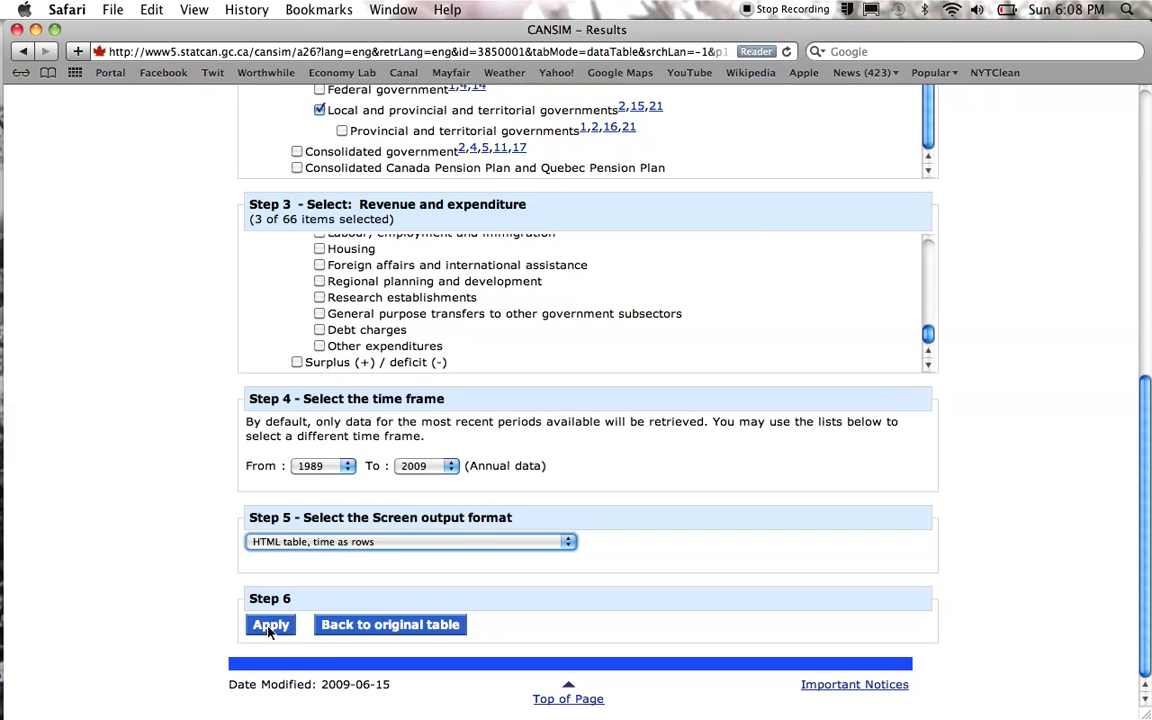 Safari File Edit View History Bookmarks Window Help Stop Recording Sun 6:08 PM
CANSIM – Results
http://www5.statcan.gc.ca/cansim/a26?lang=eng&retrLang=eng&id=3850001&tabMode=dataTable&srchLan=-1&p1 Reader Google
Portal Facebook Twit Worthwhile Economy Lab Canal Mayfair Weather Yahoo! Google Maps YouTube Wikipedia Apple News (423) Popular NYTClean
Federal government1,4,14
Local and provincial and territorial governments2,15,21
Provincial and territorial governments1,2,16,21
Consolidated government2,4,5,11,17
Consolidated Canada Pension Plan and Quebec Pension Plan
Step 3 - Select: Revenue and expenditure
(3 of 66 items selected)
Labour, employment and immigration
Housing
Foreign affairs and international assistance
Regional planning and development
Research establishments
General purpose transfers to other government subsectors
Debt charges
Other expenditures
Surplus (+) / deficit (-)
Step 4 - Select the time frame
By default, only data for the most recent periods available will be retrieved. You may use the lists below to
select a different time frame.
From : 1989 To : 2009 (Annual data)
Step 5 - Select the Screen output format
HTML table, time as rows
Step 6
Apply Back to original table
Date Modified: 2009-06-15 Important Notices
Top of Page